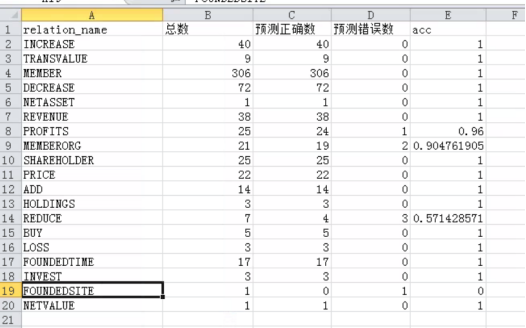 A B C D E F
1 relation_name 总数 预测正确数 预测错误数 acc
2 INCREASE 40 40 0 1
3 TRANSVALUE 9 9 0 1
4 MEMBER 306 306 0 1
5 DECREASE 72 72 0 1
6 NETASSET 1 1 0 1
7 REVENUE 38 38 0 1
8 PROFITS 25 24 1 0.96
9 MEMBERORG 21 19 2 0.904761905
10 SHAREHOLDER 25 25 0 1
11 PRICE 22 22 0 1
12 ADD 14 14 0 1
13 HOLDINGS 3 3 0 1
14 REDUCE 7 4 3 0.571428571
15 BUY 5 5 0 1
16 LOSS 3 3 0 1
17 FOUNDEDTIME 17 17 0 1
18 INVEST 3 3 0 1
19 FOUNDEDSITE 1 0 1 0
20 NETVALUE 1 1 0 1
21